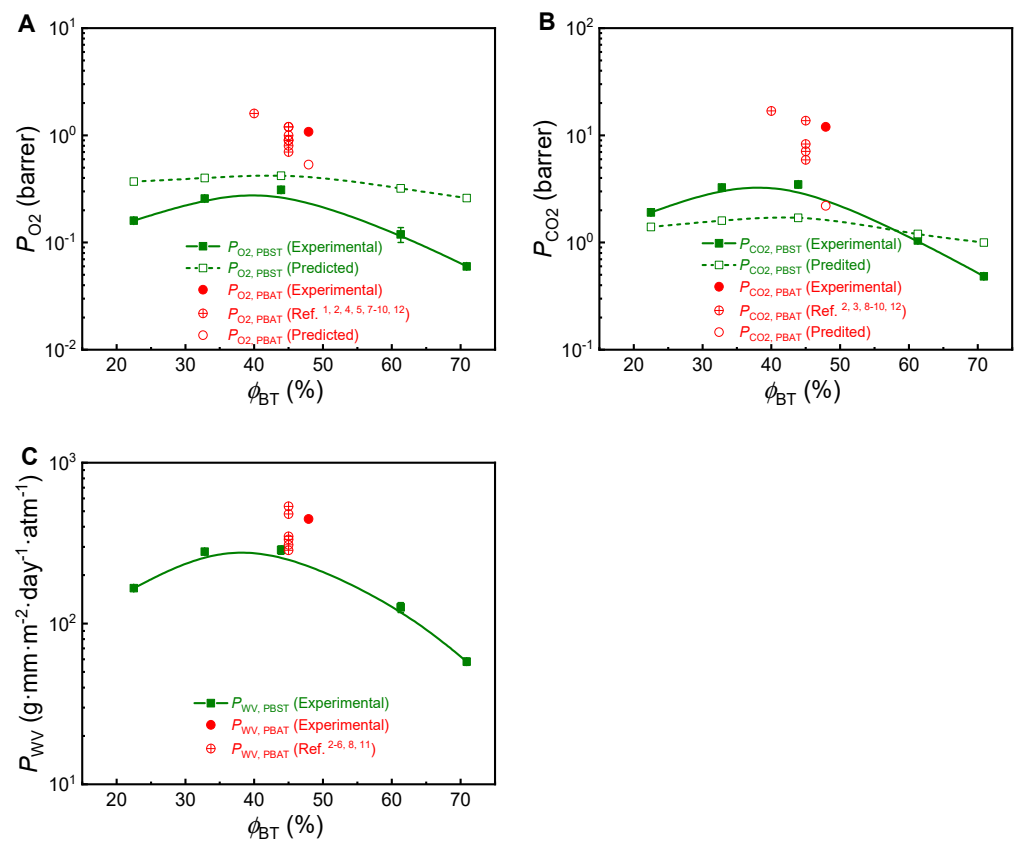 A
10¹
10⁰
10⁻¹
10⁻²
P_O2 (barrer)
P_O2, PBST (Experimental)
P_O2, PBST (Predicted)
P_O2, PBAT (Experimental)
P_O2, PBAT (Ref. 1, 2, 4, 5, 7-10, 12)
P_O2, PBAT (Predicted)
20 30 40 50 60 70
ϕ_BT (%)
B
10²
10¹
10⁰
10⁻¹
P_CO2 (barrer)
P_CO2, PBST (Experimental)
P_CO2, PBST (Predited)
P_CO2, PBAT (Experimental)
P_CO2, PBAT (Ref. 2, 3, 8-10, 12)
P_CO2, PBAT (Predited)
20 30 40 50 60 70
ϕ_BT (%)
C
10³
10²
10¹
P_WV (g·mm·m⁻²·day⁻¹·atm⁻¹)
P_WV, PBST (Experimental)
P_WV, PBAT (Experimental)
P_WV, PBAT (Ref. 2-6, 8, 11)
20 30 40 50 60 70
ϕ_BT (%)